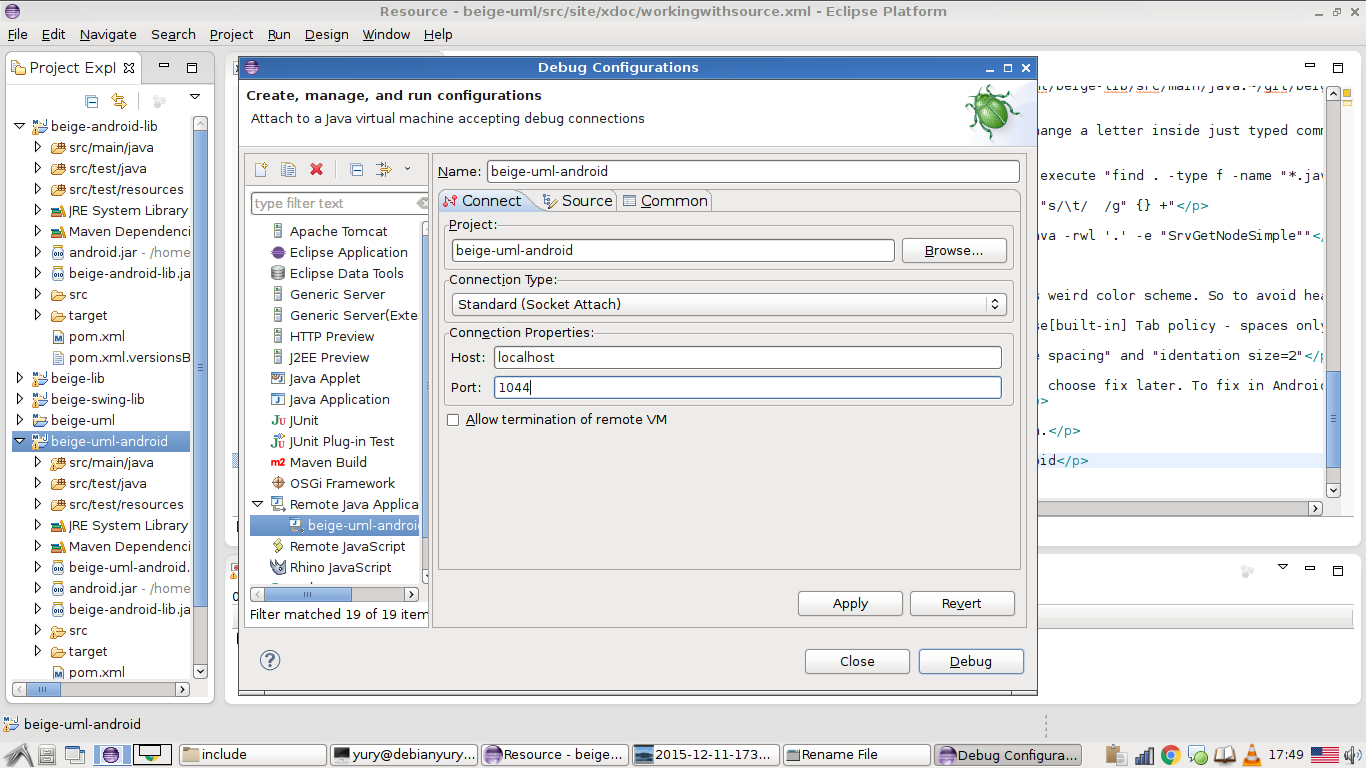 Resource - beige-uml/src/site/xdoc/workingwithsource.xml - Eclipse Platform
File Edit Navigate Search Project Run Design Window Help
Project Expl
beige-android-lib
src/main/java
src/test/java
src/test/resources
JRE System Library
Maven Dependenci
android.jar - /home
beige-android-lib.ja
src
target
pom.xml
pom.xml.versionsB
beige-lib
beige-swing-lib
beige-uml
beige-uml-android
src/main/java
src/test/java
src/test/resources
JRE System Library
Maven Dependenci
beige-uml-android.
android.jar - /home
beige-android-lib.ja
src
target
pom.xml
Debug Configurations
Create, manage, and run configurations
Attach to a Java virtual machine accepting debug connections
type filter text
Apache Tomcat
Eclipse Application
Eclipse Data Tools
Generic Server
Generic Server(Exte
HTTP Preview
J2EE Preview
Java Applet
Java Application
JUnit
JUnit Plug-in Test
Maven Build
OSGi Framework
Remote Java Applica
beige-uml-androi
Remote JavaScript
Rhino JavaScript
Filter matched 19 of 19 item
Name: beige-uml-android
Connect Source Common
Project:
beige-uml-android Browse...
Connection Type:
Standard (Socket Attach)
Connection Properties:
Host: localhost
Port: 1044
Allow termination of remote VM
Apply Revert
Close Debug
ange a letter inside just typed com
execute "find . -type f -name "*.jav
"s/\t/ /g" {} +"</p>
ava -rwl '.' -e "SrvGetNodeSimple""</
s weird color scheme. So to avoid hea
se[built-in] Tab policy - spaces only
e spacing" and "identation size=2"</p
choose fix later. To fix in Androi
>
.</p>
oid</p>
beige-uml-android
include yury@debianyury... Resource - beige... 2015-12-11-173... Rename File Debug Configura... 17:49